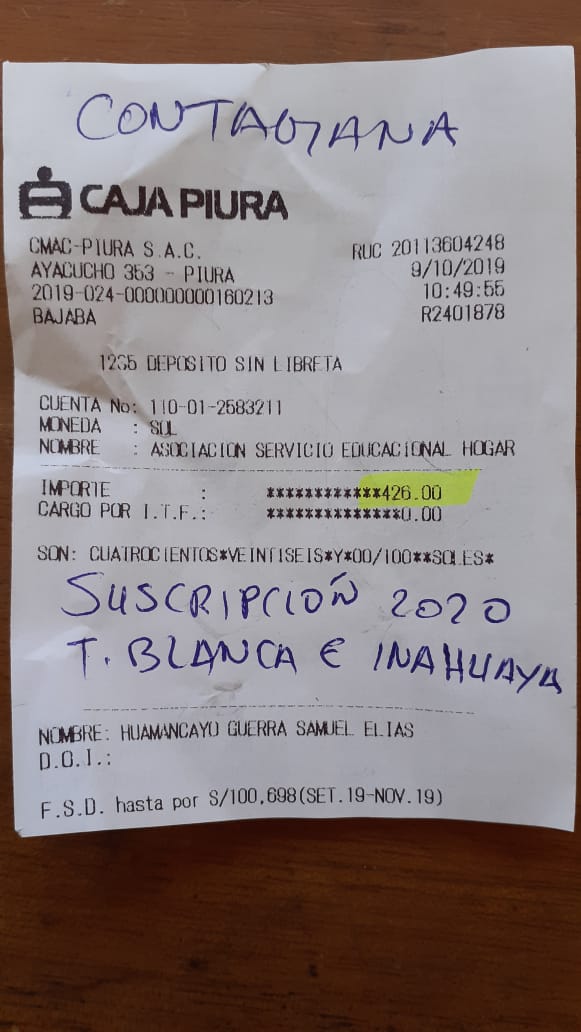 CONTAGIANA
CAJA PIURA
CMAC-PIURA S.A.C. RUC 20113604248
AYACUCHO 353 - PIURA 9/10/2019
2019-024-000000000160213 10:49:55
BAJABA R2401878
1235 DEPOSITO SIN LIBRETA
CUENTA No: 110-01-2583211
MONEDA : SOL
NOMBRE : ASOCIACION SERVICIO EDUCACIONAL HOGAR
IMPORTE : ************426.00
CARGO POR I.T.F.: **************0.00
SON: CUATROCIENTOS*VEINTISEIS*Y*00/100**SOLES*
SUSCRIPCIÓN 2020
T. BLANCA E INAHUAYA
NOMBRE: HUAMANCAYO GUERRA SAMUEL ELIAS
D.O.I.:
F.S.D. hasta por S/100,698(SET.19-NOV.19)